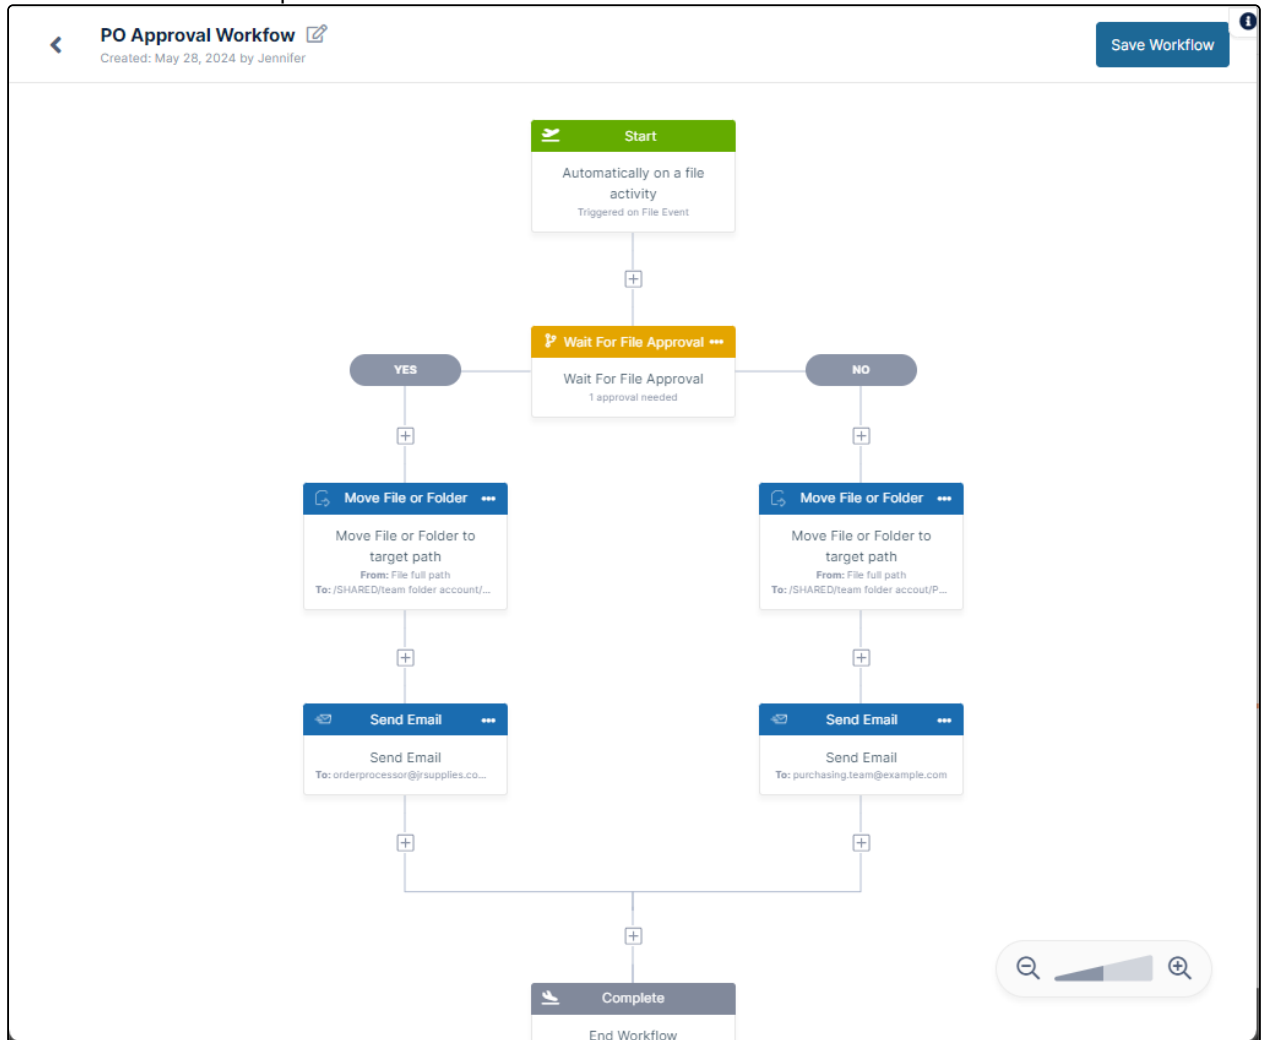 PO Approval Workfow
Created: May 28, 2024 by Jennifer
Save Workflow
Start
Automatically on a file
activity
Triggered on File Event
Wait For File Approval
YES
Wait For File Approval
1 approval needed
NO
Move File or Folder
Move File or Folder to
target path
From: File full path
To: /SHARED/team folder account/...
Move File or Folder
Move File or Folder to
target path
From: File full path
To: /SHARED/team folder accout/P...
Send Email
Send Email
To: orderprocessor@jrsupplies.co...
Send Email
Send Email
To: purchasing.team@example.com
Complete
End Workflow